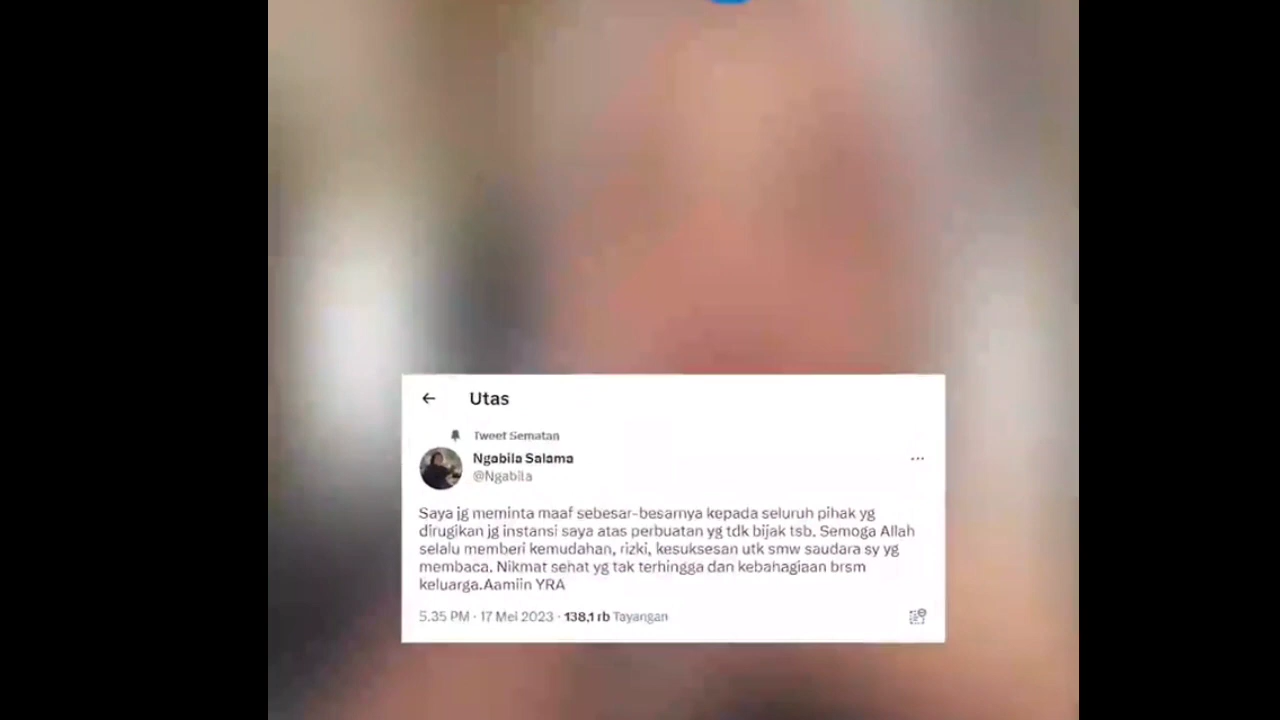 Utas
Tweet Sematan
Ngabila Salama
@Ngabila
Saya jg meminta maaf sebesar-besarnya kepada seluruh pihak yg
dirugikan jg instansi saya atas perbuatan yg tdk bijak tsb. Semoga Allah
selalu memberi kemudahan, rizki, kesuksesan utk smw saudara sy yg
membaca. Nikmat sehat yg tak terhingga dan kebahagiaan brsm
keluarga.Aamiin YRA
5.35 PM · 17 Mei 2023 · 138,1 rb Tayangan